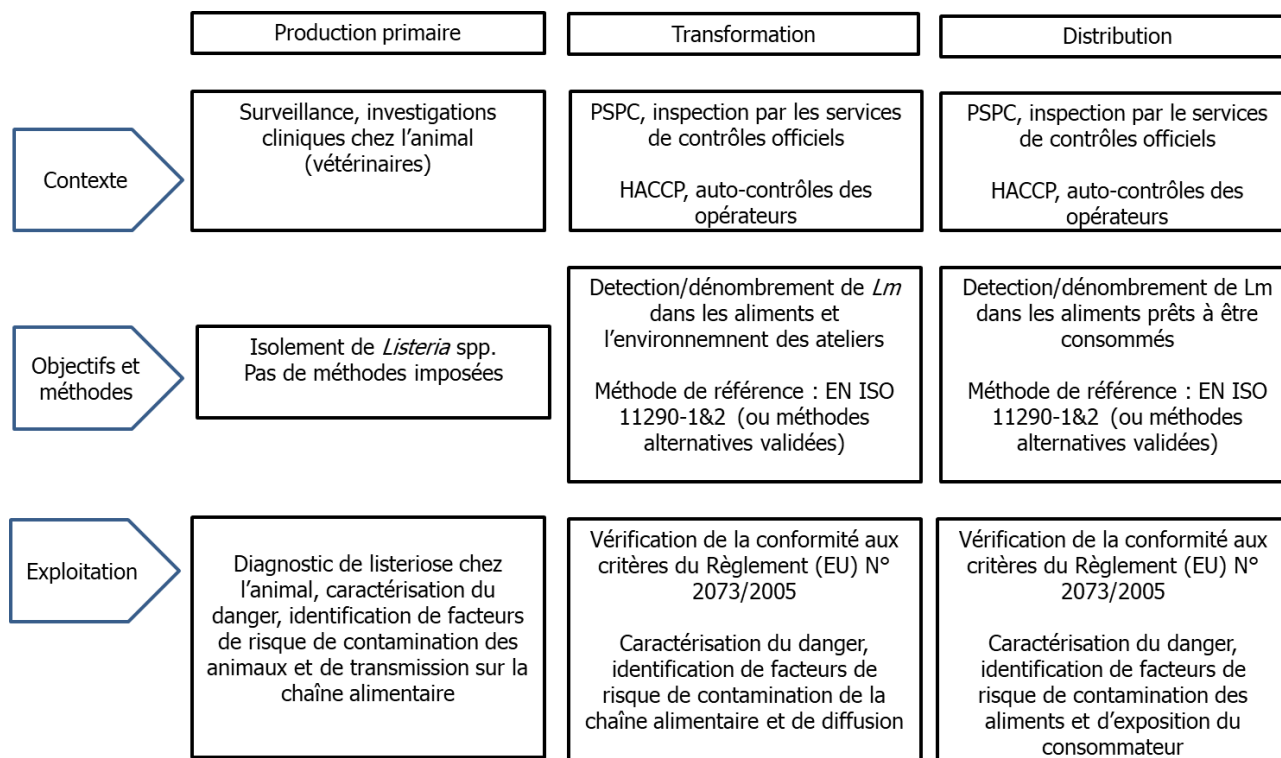 Production primaire
Transformation
Distribution
Contexte
Surveillance, investigations
cliniques chez l'animal
(vétérinaires)
PSPC, inspection par les services
de contrôles officiels
HACCP, auto-contrôles des
opérateurs
PSPC, inspection par le services
de contrôles officiels
HACCP, auto-contrôles des
opérateurs
Objectifs et
méthodes
Isolement de Listeria spp.
Pas de méthodes imposées
Detection/dénombrement de Lm
dans les aliments et
l'environnemnent des ateliers
Méthode de référence : EN ISO
11290-1&2 (ou méthodes
alternatives validées)
Detection/dénombrement de Lm
dans les aliments prêts à être
consommés
Méthode de référence : EN ISO
11290-1&2 (ou méthodes
alternatives validées)
Exploitation
Diagnostic de listeriose chez
l'animal, caractérisation du
danger, identification de facteurs
de risque de contamination des
animaux et de transmission sur la
chaîne alimentaire
Vérification de la conformité aux
critères du Règlement (EU) N°
2073/2005
Caractérisation du danger,
identification de facteurs de
risque de contamination de la
chaîne alimentaire et de diffusion
Vérification de la conformité aux
critères du Règlement (EU) N°
2073/2005
Caractérisation du danger,
identification de facteurs de
risque de contamination des
aliments et d'exposition du
consommateur